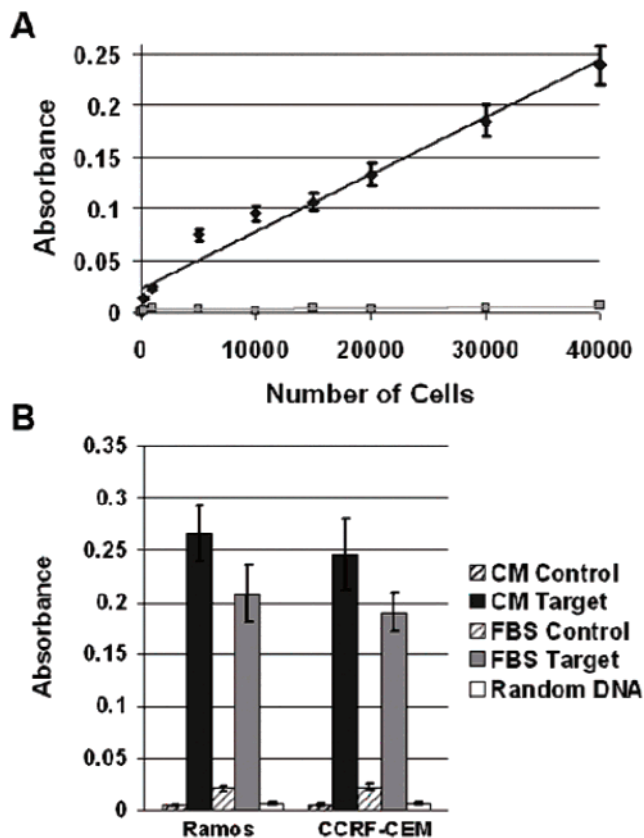 A
0.25
0.2
0.15
0.1
0.05
0
Absorbance
0 10000 20000 30000 40000
Number of Cells
B
0.35
0.3
0.25
0.2
0.15
0.1
0.05
0
Absorbance
CM Control
CM Target
FBS Control
FBS Target
Random DNA
Ramos CCRF-CEM